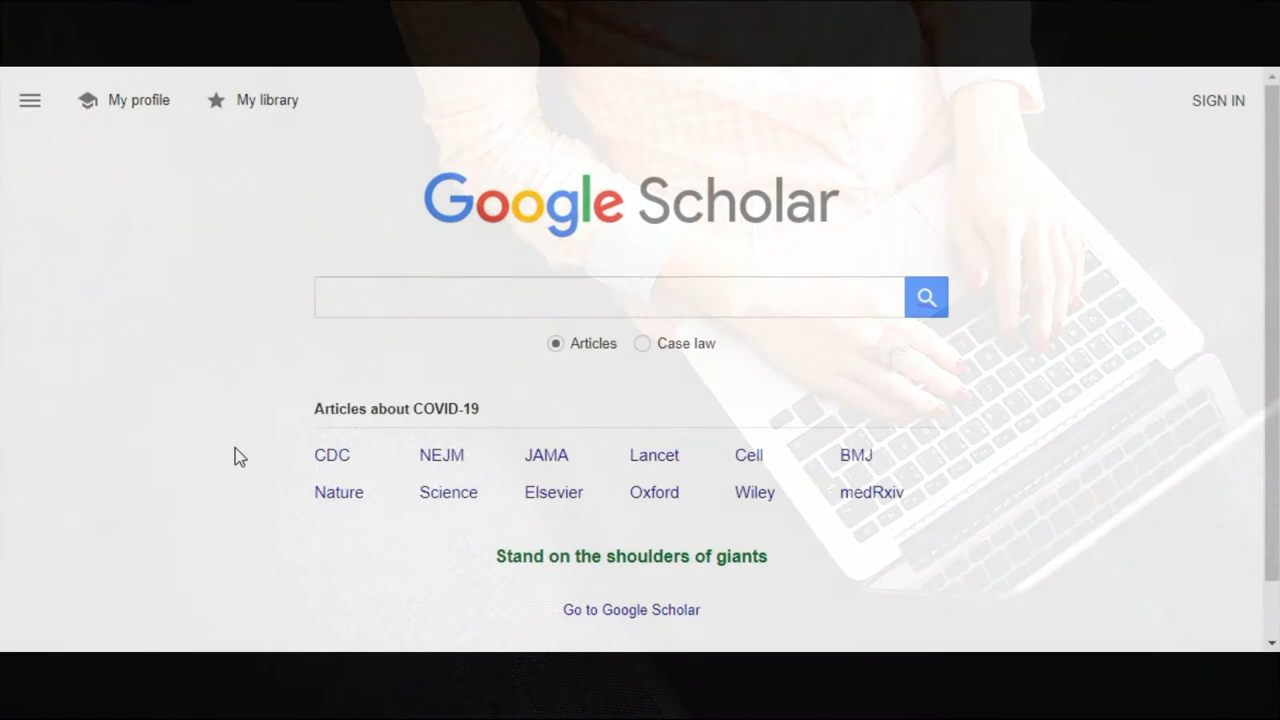 My profile My library SIGN IN
Google Scholar
Articles Case law
Articles about COVID-19
CDC NEJM JAMA Lancet Cell BMJ
Nature Science Elsevier Oxford Wiley medRxiv
Stand on the shoulders of giants
Go to Google Scholar